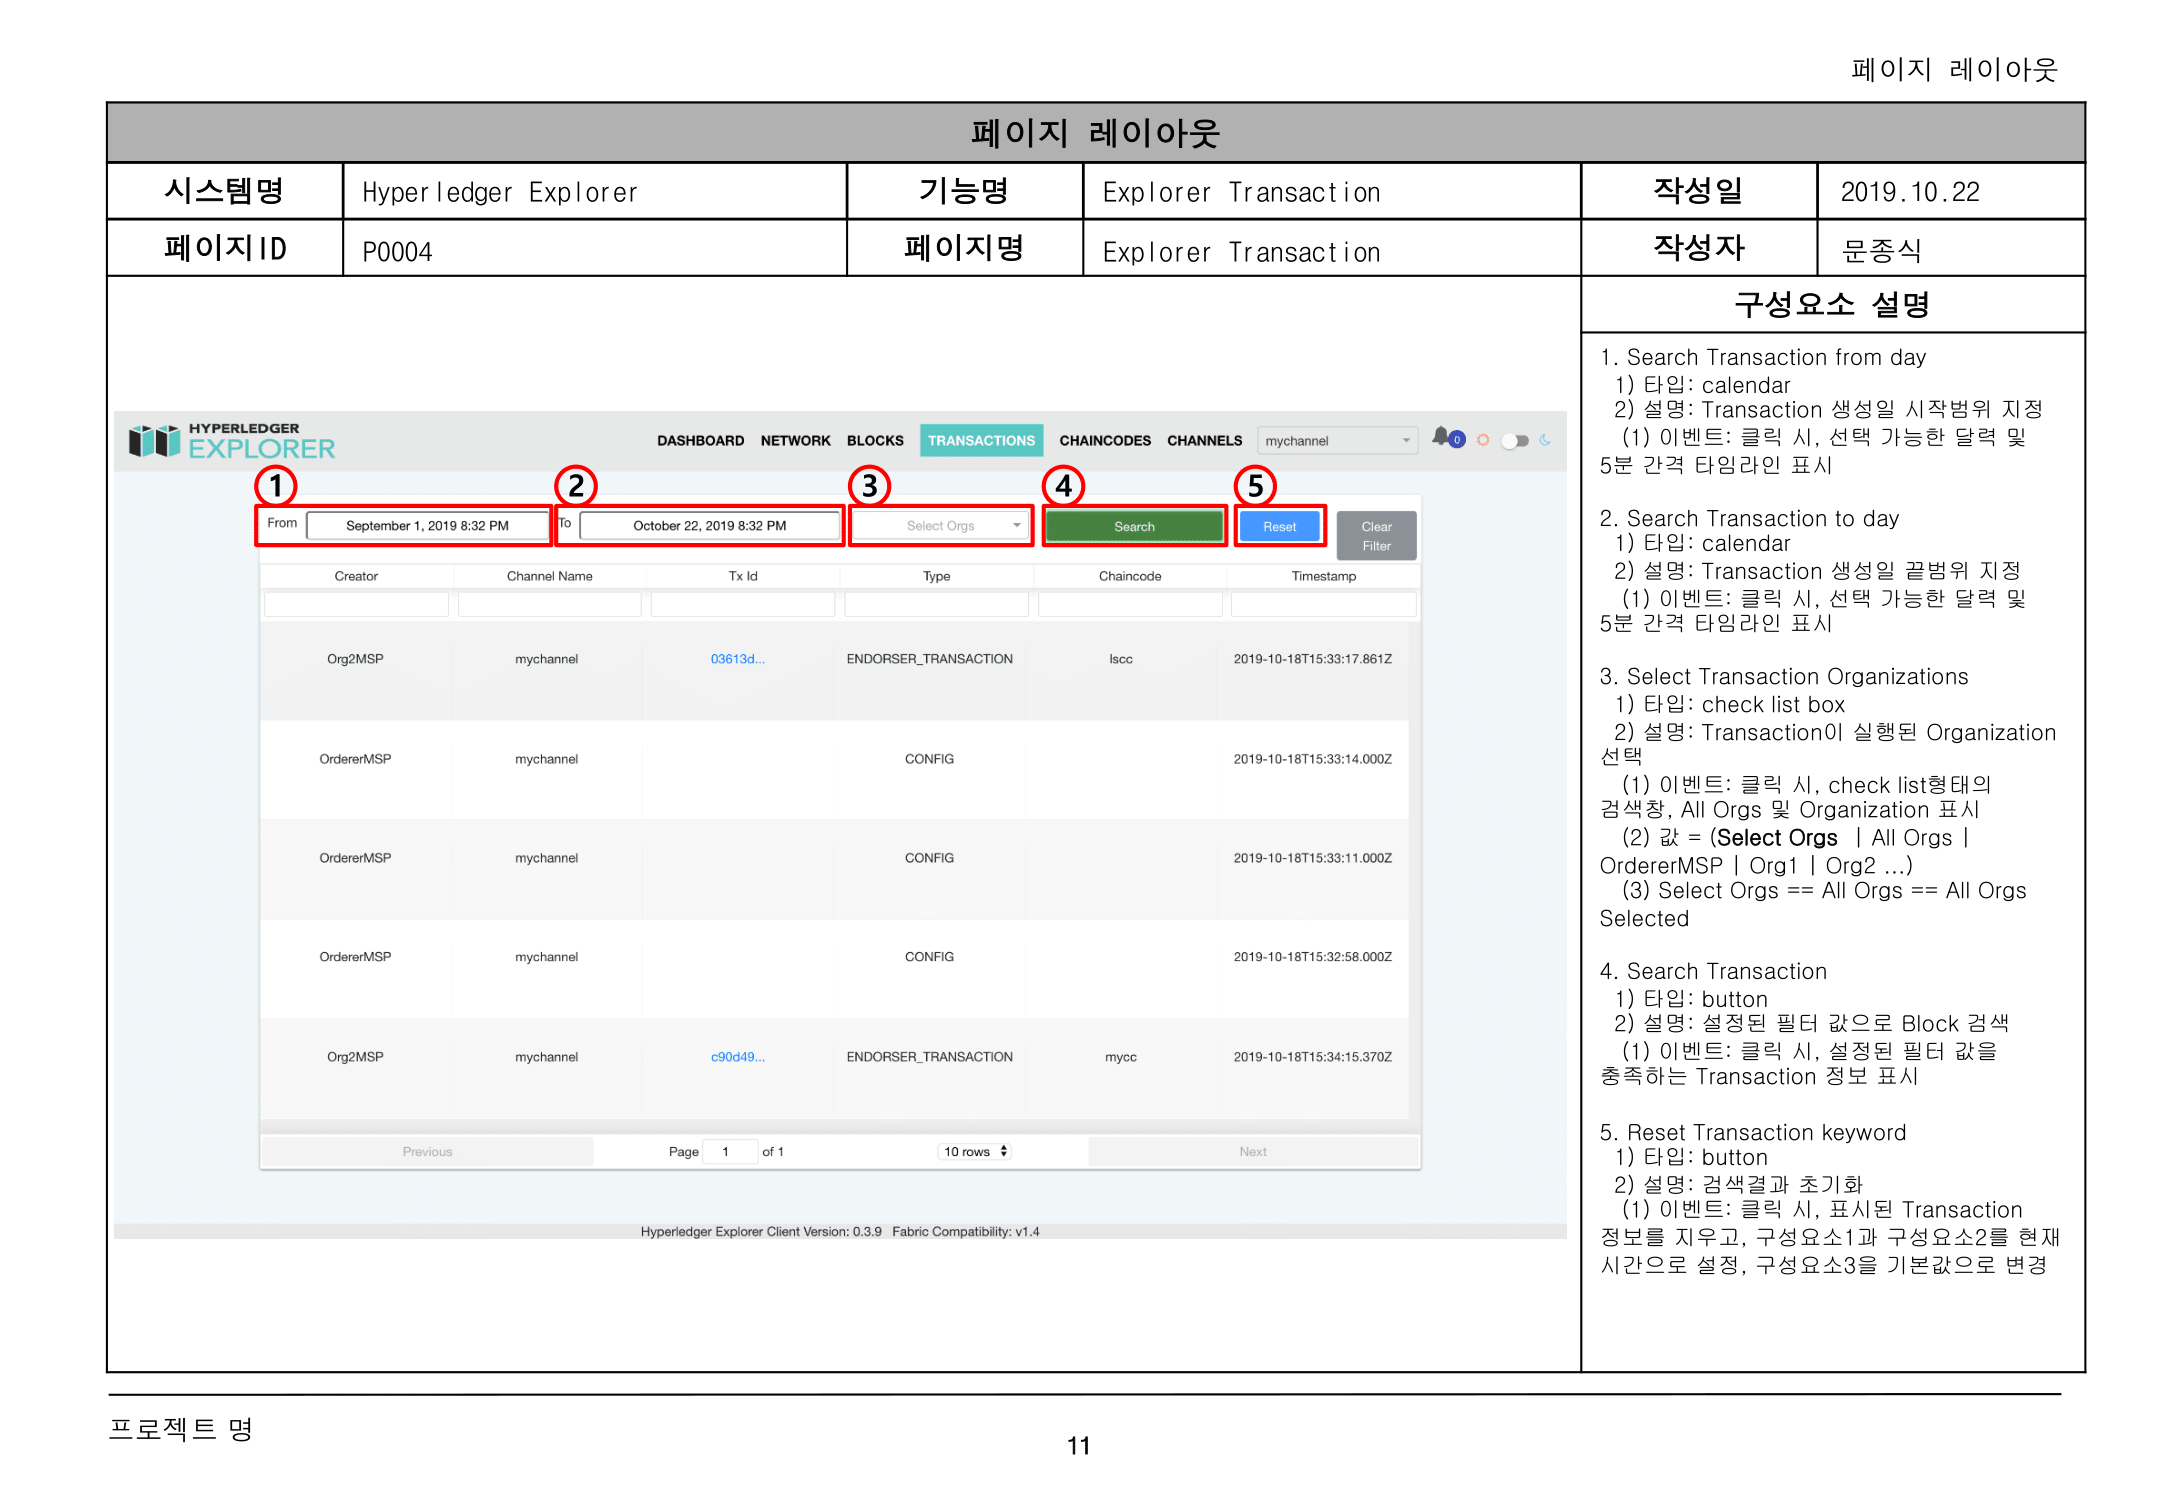 페이지 레이아웃
페이지 레이아웃
시스템명 Hyperledger Explorer 기능명 Explorer Transaction 작성일 2019.10.22
페이지ID P0004 페이지명 Explorer Transaction 작성자 문종식
구성요소 설명
HYPERLEDGER
EXPLORER
DASHBOARD NETWORK BLOCKS TRANSACTIONS CHAINCODES CHANNELS mychannel 0
1 2 3 4 5
From September 1, 2019 8:32 PM To October 22, 2019 8:32 PM Select Orgs Search Reset Clear
Filter
Creator Channel Name Tx Id Type Chaincode Timestamp
Org2MSP mychannel 03613d... ENDORSER_TRANSACTION lscc 2019-10-18T15:33:17.861Z
OrdererMSP mychannel CONFIG 2019-10-18T15:33:14.000Z
OrdererMSP mychannel CONFIG 2019-10-18T15:33:11.000Z
OrdererMSP mychannel CONFIG 2019-10-18T15:32:58.000Z
Org2MSP mychannel c90d49... ENDORSER_TRANSACTION mycc 2019-10-18T15:34:15.370Z
Previous Page 1 of 1 10 rows Next
Hyperledger Explorer Client Version: 0.3.9 Fabric Compatibility: v1.4
1. Search Transaction from day
1) 타입: calendar
2) 설명: Transaction 생성일 시작범위 지정
(1) 이벤트: 클릭 시, 선택 가능한 달력 및
5분 간격 타임라인 표시
2. Search Transaction to day
1) 타입: calendar
2) 설명: Transaction 생성일 끝범위 지정
(1) 이벤트: 클릭 시, 선택 가능한 달력 및
5분 간격 타임라인 표시
3. Select Transaction Organizations
1) 타입: check list box
2) 설명: Transaction이 실행된 Organization
선택
(1) 이벤트: 클릭 시, check list형태의
검색창, All Orgs 및 Organization 표시
(2) 값 = (Select Orgs | All Orgs |
OrdererMSP | Org1 | Org2 ...)
(3) Select Orgs == All Orgs == All Orgs
Selected
4. Search Transaction
1) 타입: button
2) 설명: 설정된 필터 값으로 Block 검색
(1) 이벤트: 클릭 시, 설정된 필터 값을
충족하는 Transaction 정보 표시
5. Reset Transaction keyword
1) 타입: button
2) 설명: 검색결과 초기화
(1) 이벤트: 클릭 시, 표시된 Transaction
정보를 지우고, 구성요소1과 구성요소2를 현재
시간으로 설정, 구성요소3을 기본값으로 변경
프로젝트 명
11